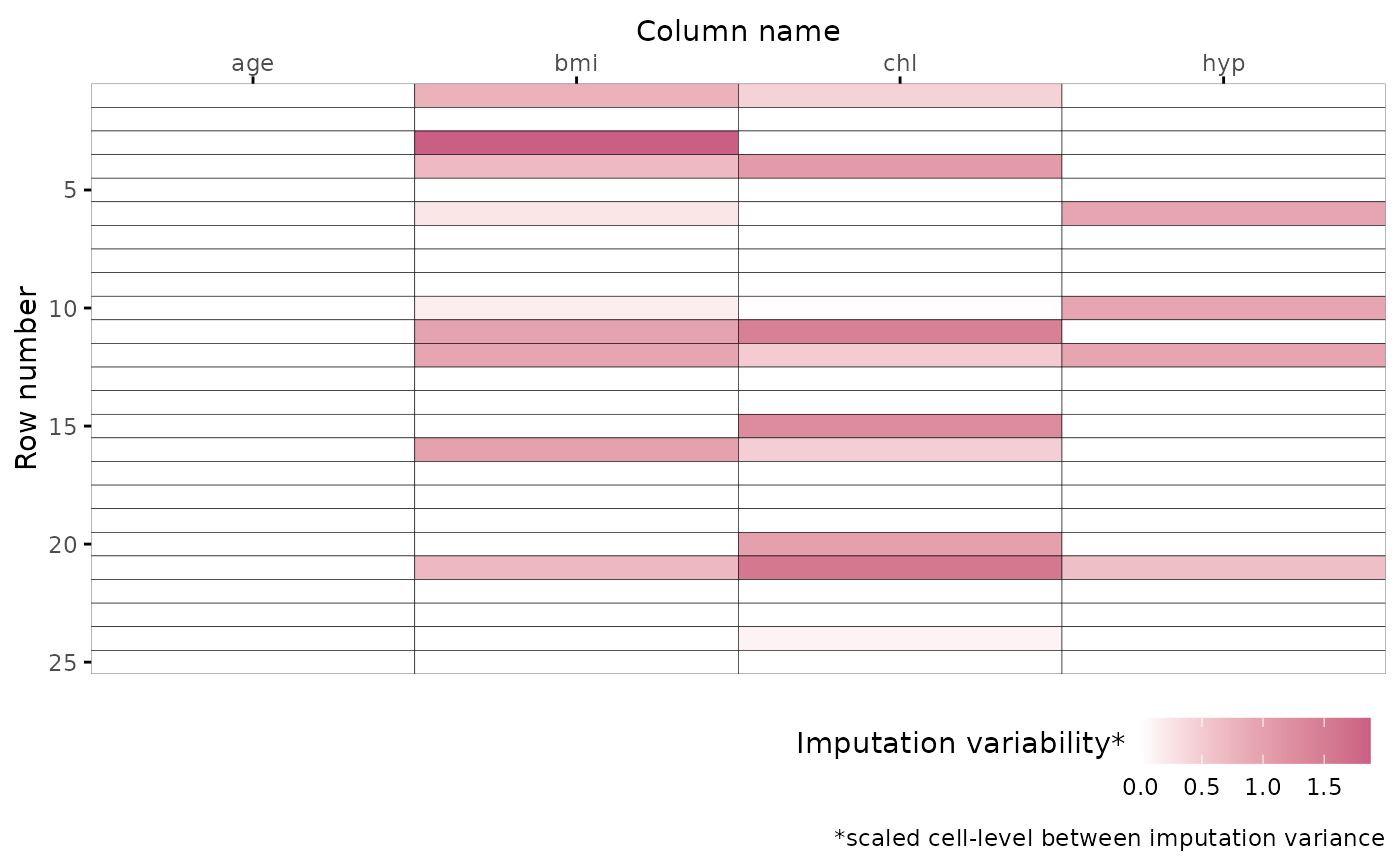 Column name
age bmi chl hyp
Row number
5
10
15
20
25
Imputation variability*
0.0 0.5 1.0 1.5
*scaled cell-level between imputation variance